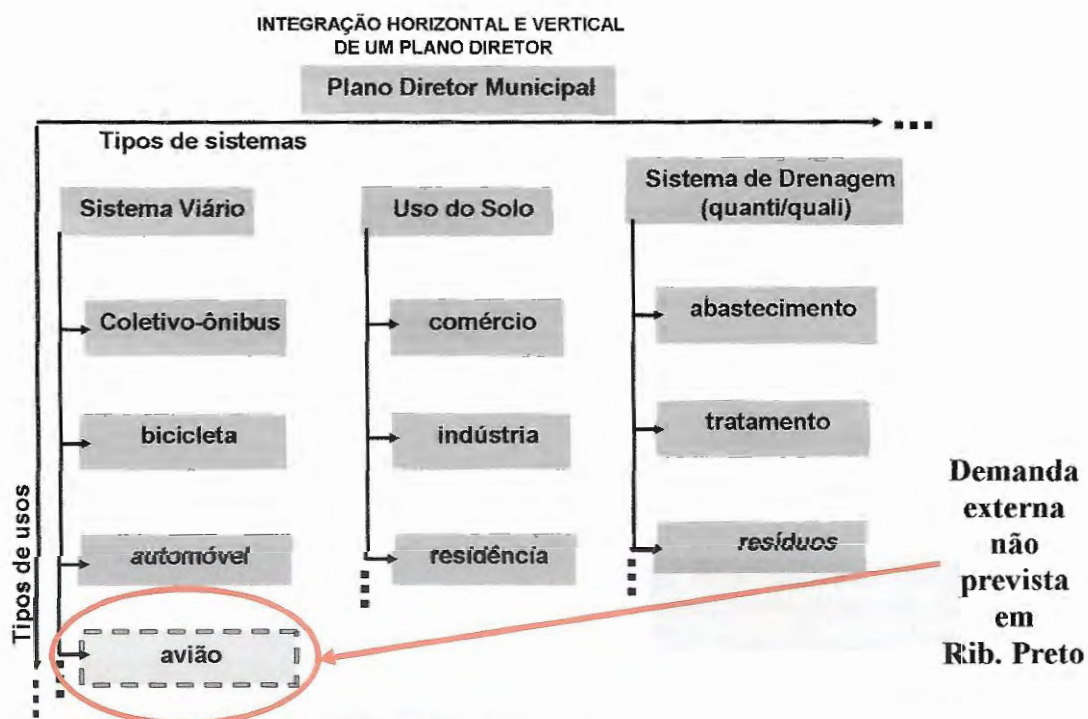 INTEGRAÇÃO HORIZONTAL E VERTICAL
DE UM PLANO DIRETOR
Plano Diretor Municipal
Tipos de sistemas
Tipos de usos
Sistema Viário
Coletivo-ônibus
bicicleta
automóvel
avião
Uso do Solo
comércio
indústria
residência
Sistema de Drenagem
(quanti/quali)
abastecimento
tratamento
resíduos
Demanda
externa
não
prevista
em
Rib. Preto